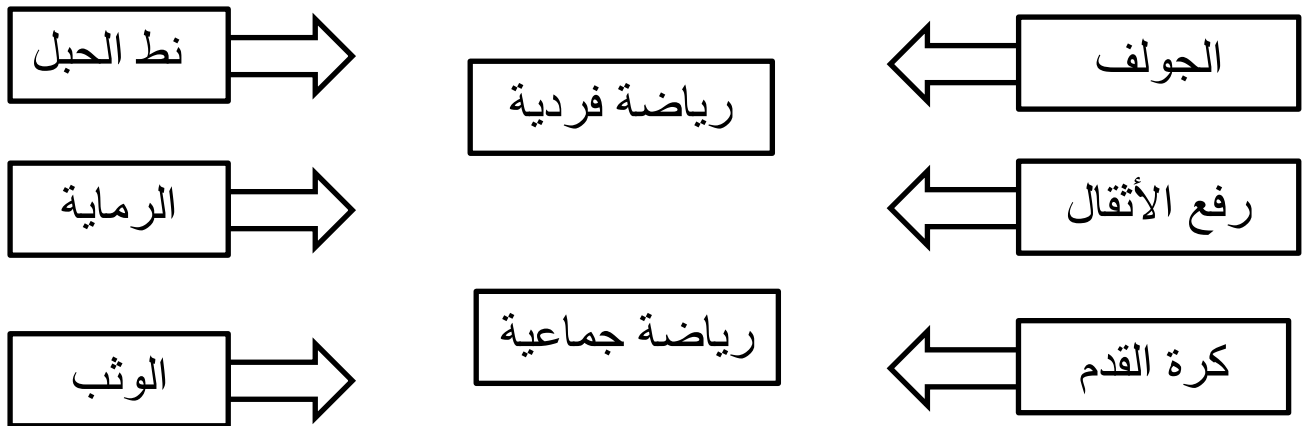 الجولف
رياضة فردية
نط الحبل
رفع الأثقال
الرماية
كرة القدم
رياضة جماعية
الوثب